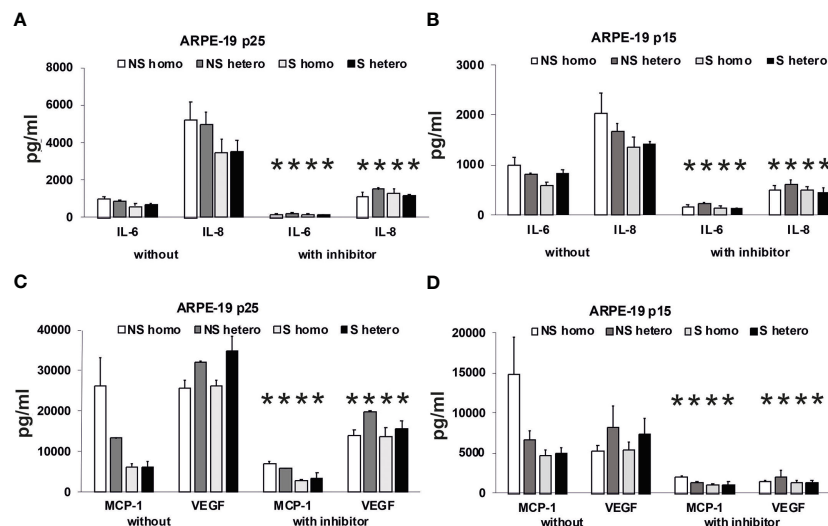 A
ARPE-19 p25
NS homo NS hetero S homo S hetero
pg/ml
8000
6000
4000
2000
0
**** ****
IL-6 IL-8 IL-6 IL-8
without with inhibitor
B
ARPE-19 p15
NS homo NS hetero S homo S hetero
pg/ml
3000
2000
1000
0
**** ****
IL-6 IL-8 IL-6 IL-8
without with inhibitor
C
ARPE-19 p25
NS homo NS hetero S homo S hetero
pg/ml
40000
30000
20000
10000
0
**** ****
MCP-1 VEGF MCP-1 VEGF
without with inhibitor
D
ARPE-19 p15
NS homo NS hetero S homo S hetero
pg/ml
20000
15000
10000
5000
0
**** ****
MCP-1 VEGF MCP-1 VEGF
without with inhibitor